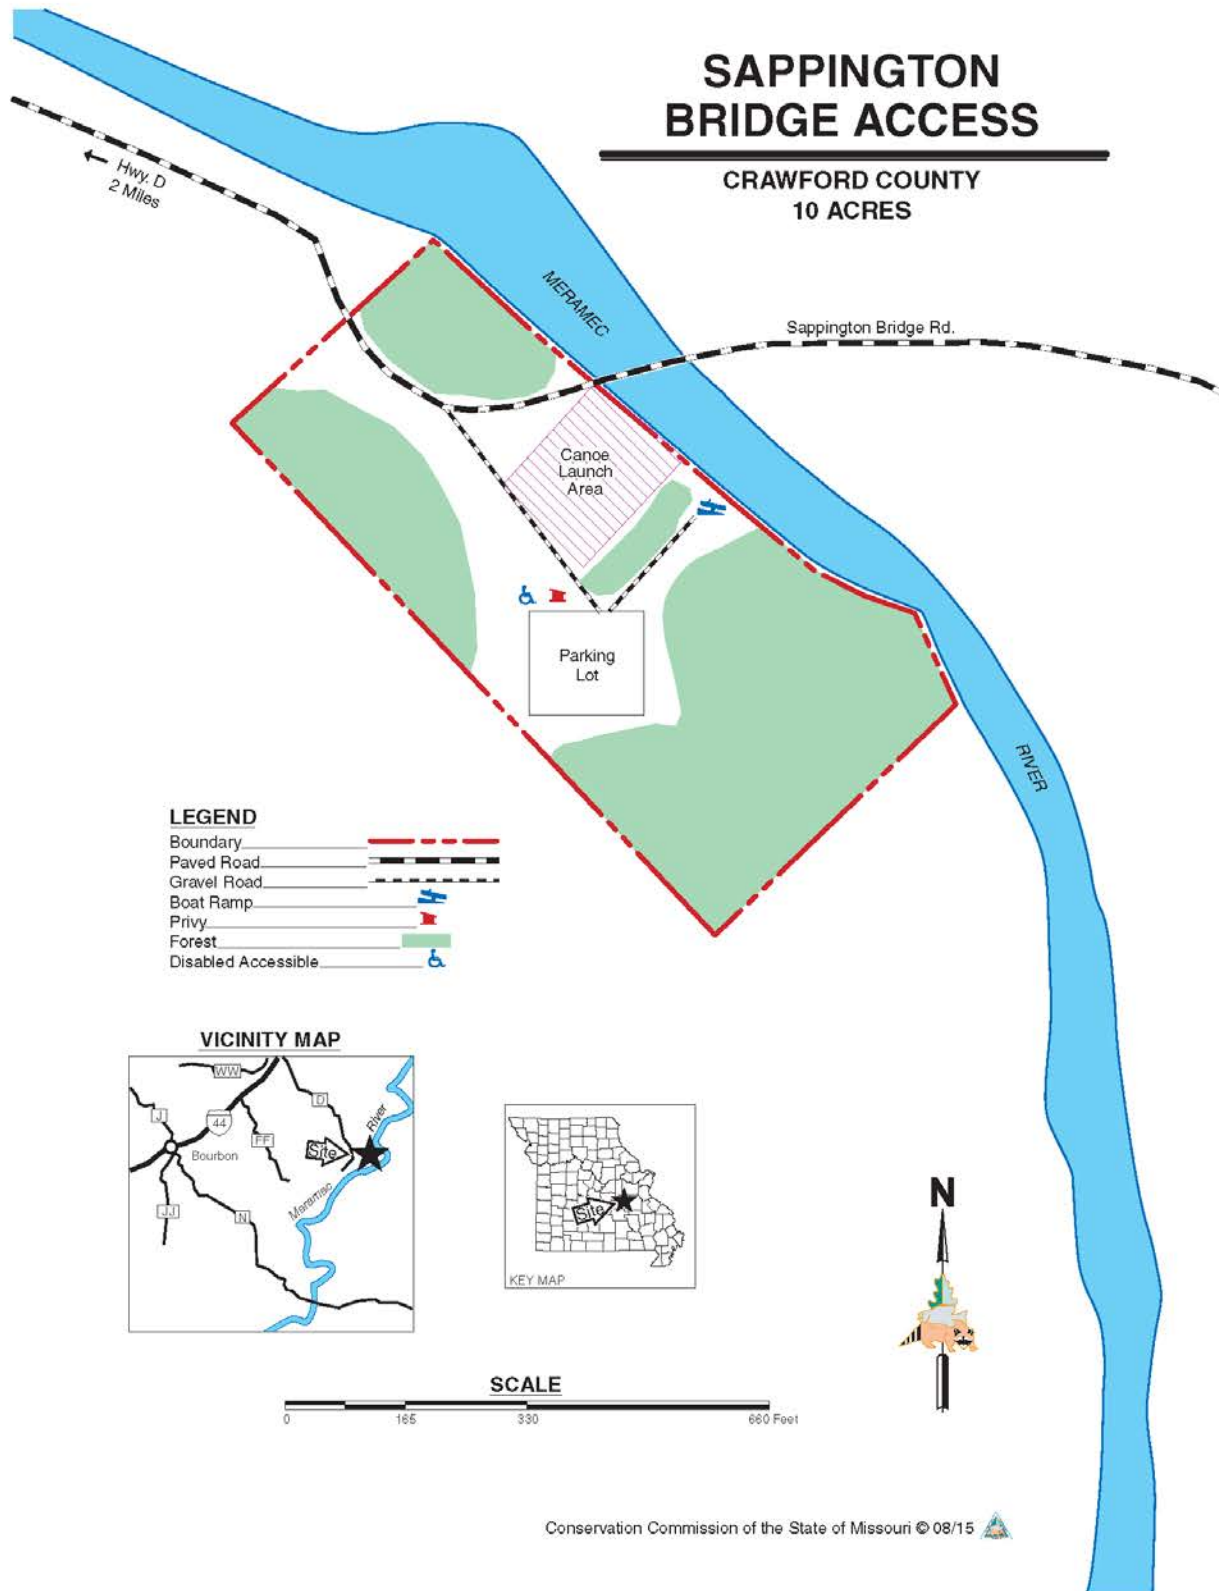 SAPPINGTON
BRIDGE ACCESS
CRAWFORD COUNTY
10 ACRES
Hwy. D
2 Miles
MERAMEC
Sappington Bridge Rd.
Canoe
Launch
Area
Parking
Lot
RIVER
LEGEND
Boundary
Paved Road
Gravel Road
Boat Ramp
Privy
Forest
Disabled Accessible
VICINITY MAP
WW
J
44
D
River
FF
Bourbon
Site
JJ
N
Meramec
Site
KEY MAP
N
SCALE
0 165 330 660 Feet
Conservation Commission of the State of Missouri © 08/15